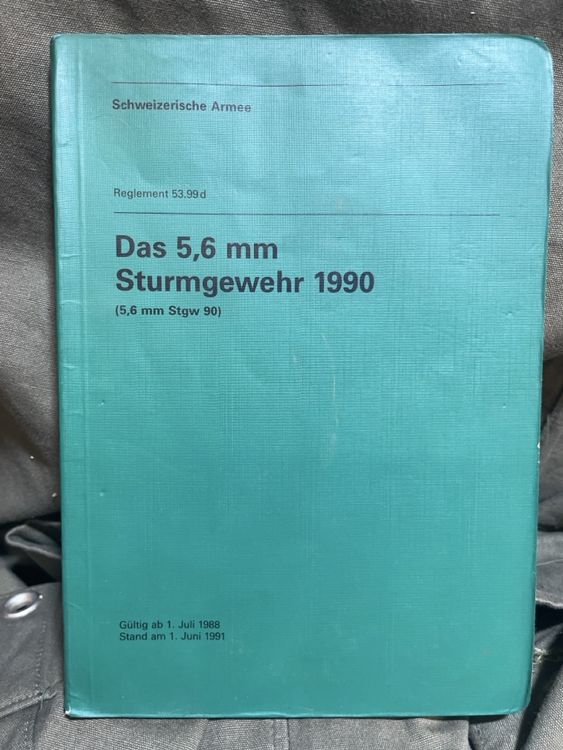 Schweizerische Armee
Reglement 53.99 d
Das 5,6 mm
Sturmgewehr 1990
(5,6 mm Stgw 90)
Gültig ab 1. Juli 1988
Stand am 1. Juni 1991